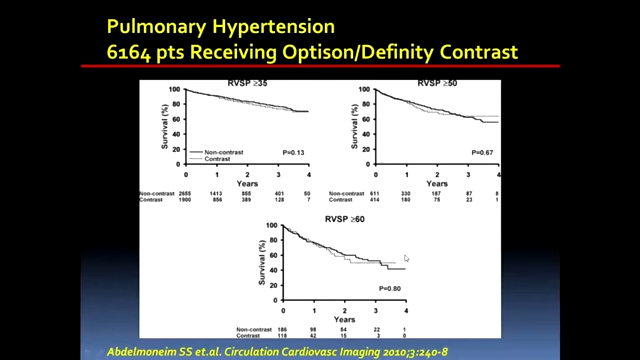 Pulmonary Hypertension
6164 pts Receiving Optison/Definity Contrast
RVSP ≥35
100
80
60
40
20
0
Survival (%)
Non-contrast
Contrast
P=0.13
0 1 2 3 4
Years
Non-contrast 2655 1413 855 401 50
Contrast 1900 856 389 128 7
RVSP ≥50
100
80
60
40
20
0
Survival (%)
P=0.67
0 1 2 3 4
Years
Non-contrast 611 330 187 87 8
Contrast 414 180 75 23 1
RVSP ≥60
100
80
60
40
20
0
Survival (%)
P=0.80
0 1 2 3 4
Years
Non-contrast 186 98 54 22 1
Contrast 118 42 15 3 0
Abdelmoneim SS et.al. Circulation Cardiovasc Imaging 2010;3:240-8